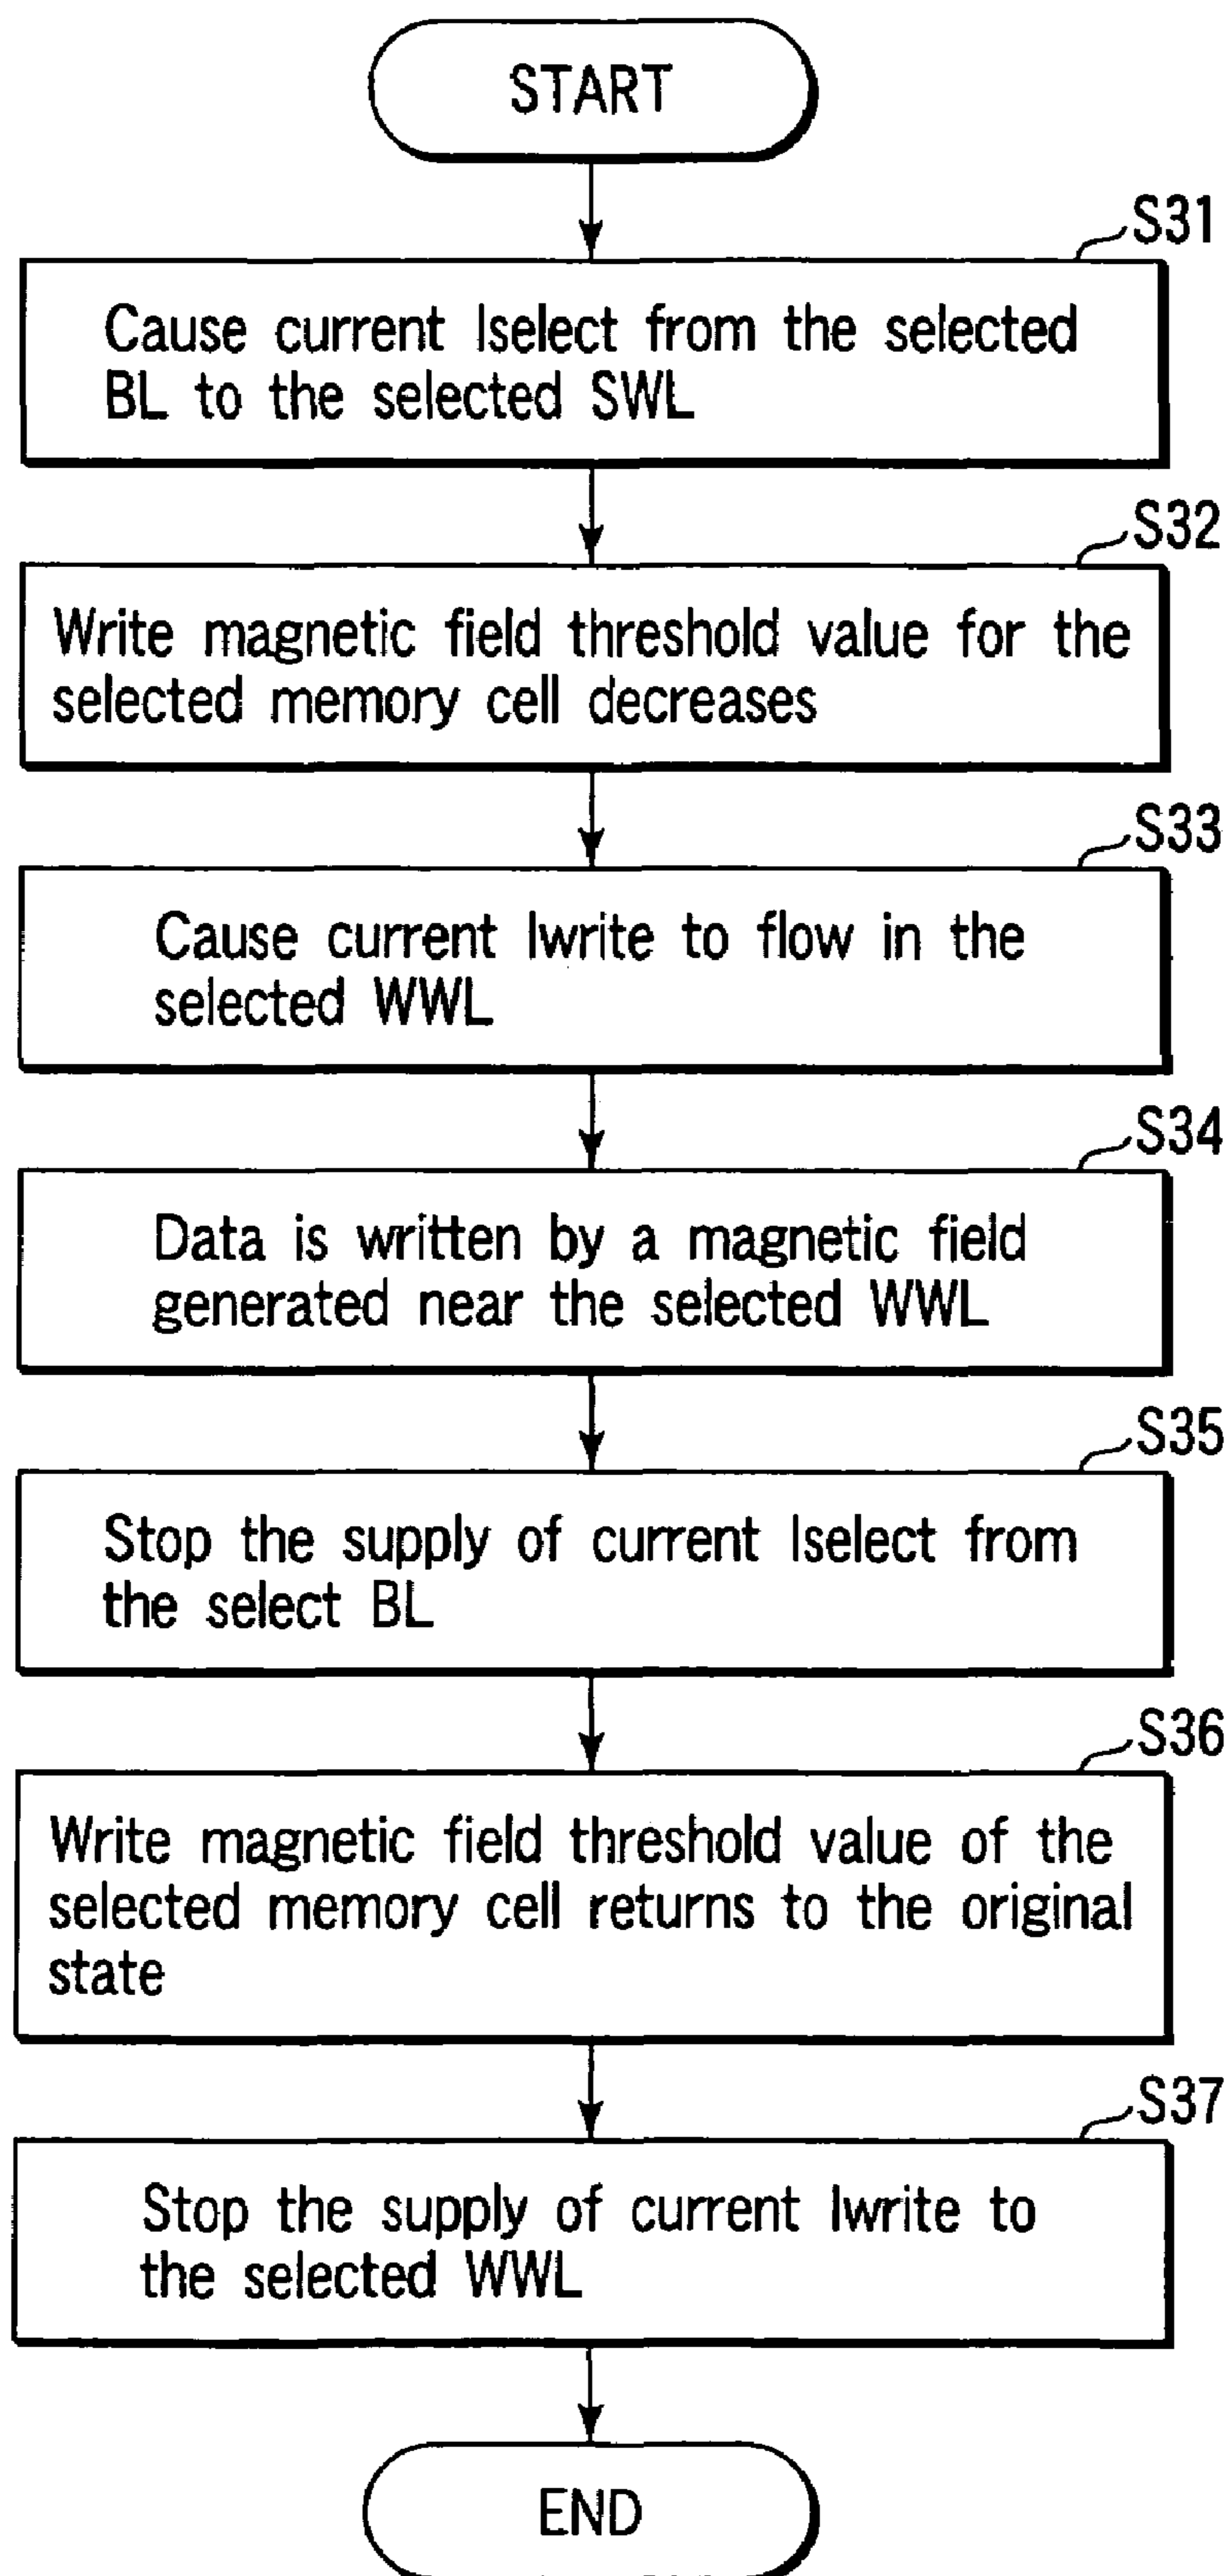 START
S31
Cause current Iselect from the selected
BL to the selected SWL
S32
Write magnetic field threshold value for the
selected memory cell decreases
S33
Cause current Iwrite to flow in the
selected WWL
S34
Data is written by a magnetic field
generated near the selected WWL
S35
Stop the supply of current Iselect from
the select BL
S36
Write magnetic field threshold value of the
selected memory cell returns to the original
state
S37
Stop the supply of current Iwrite to
the selected WWL
END